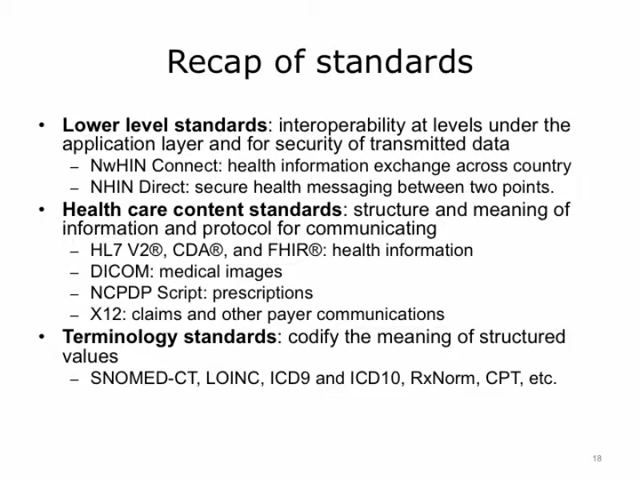 Recap of standards
• Lower level standards: interoperability at levels under the
application layer and for security of transmitted data
– NwHIN Connect: health information exchange across country
– NHIN Direct: secure health messaging between two points.
• Health care content standards: structure and meaning of
information and protocol for communicating
– HL7 V2®, CDA®, and FHIR®: health information
– DICOM: medical images
– NCPDP Script: prescriptions
– X12: claims and other payer communications
• Terminology standards: codify the meaning of structured
values
– SNOMED-CT, LOINC, ICD9 and ICD10, RxNorm, CPT, etc.
18